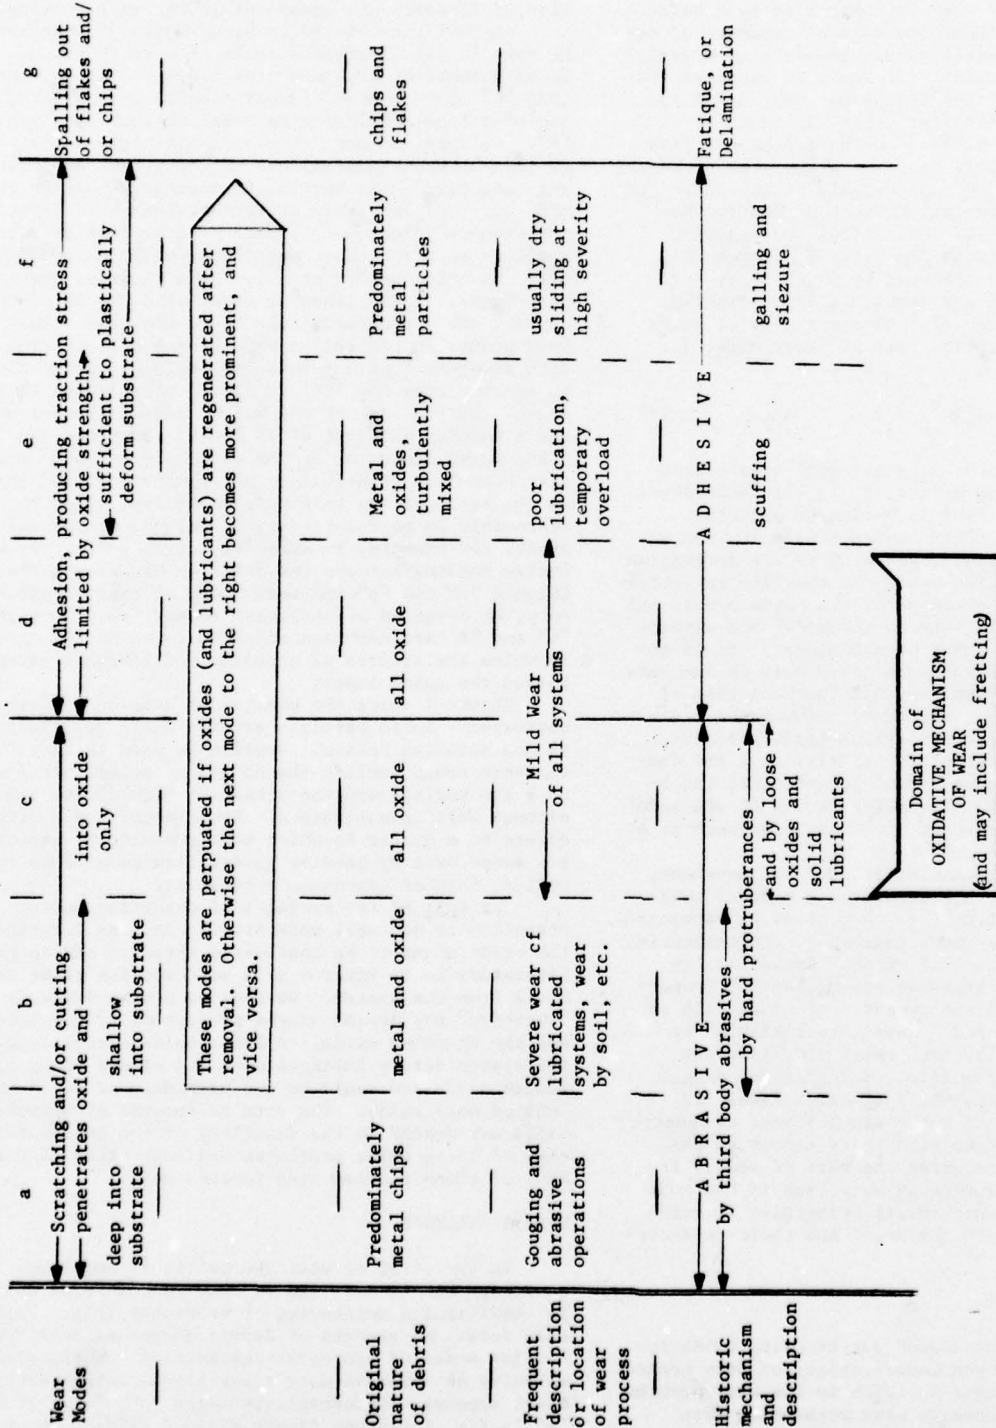 a
b
c
d
e
f
g
Wear
Modes
Scratching and/or cutting
penetrates oxide and
into oxide
only
deep into
substrate
shallow
into substrate
Adhesion, producing traction stress
limited by oxide strength
sufficient to plastically
deform substrate
Spalling out
of flakes and/
or chips
These modes are perpuated if oxides (and lubricants) are regenerated after
removal. Otherwise the next mode to the right becomes more prominent, and
vice versa.
Original
nature
of debris
Predominately
metal chips
metal and oxide
all oxide
all oxide
Metal and
oxides,
turbulently
mixed
Predominately
metal
particles
chips and
flakes
Frequent
description
or location
of wear
process
Gouging and
abrasive
operations
Severe wear cf
lubricated
systems, wear
by soil, etc.
Mild Wear
of all systems
poor
lubrication,
temporary
overload
usually dry
sliding at
high severity
Historic
mechanism
and
description
A B R A S I V E
by third body abrasives
by hard protruberances
and by loose
oxides and
solid
lubricants
A D H E S I V E
scuffing
galling and
siezure
Fatique, or
Delamination
Domain of
OXIDATIVE MECHANISM
OF WEAR
(and may include fretting)